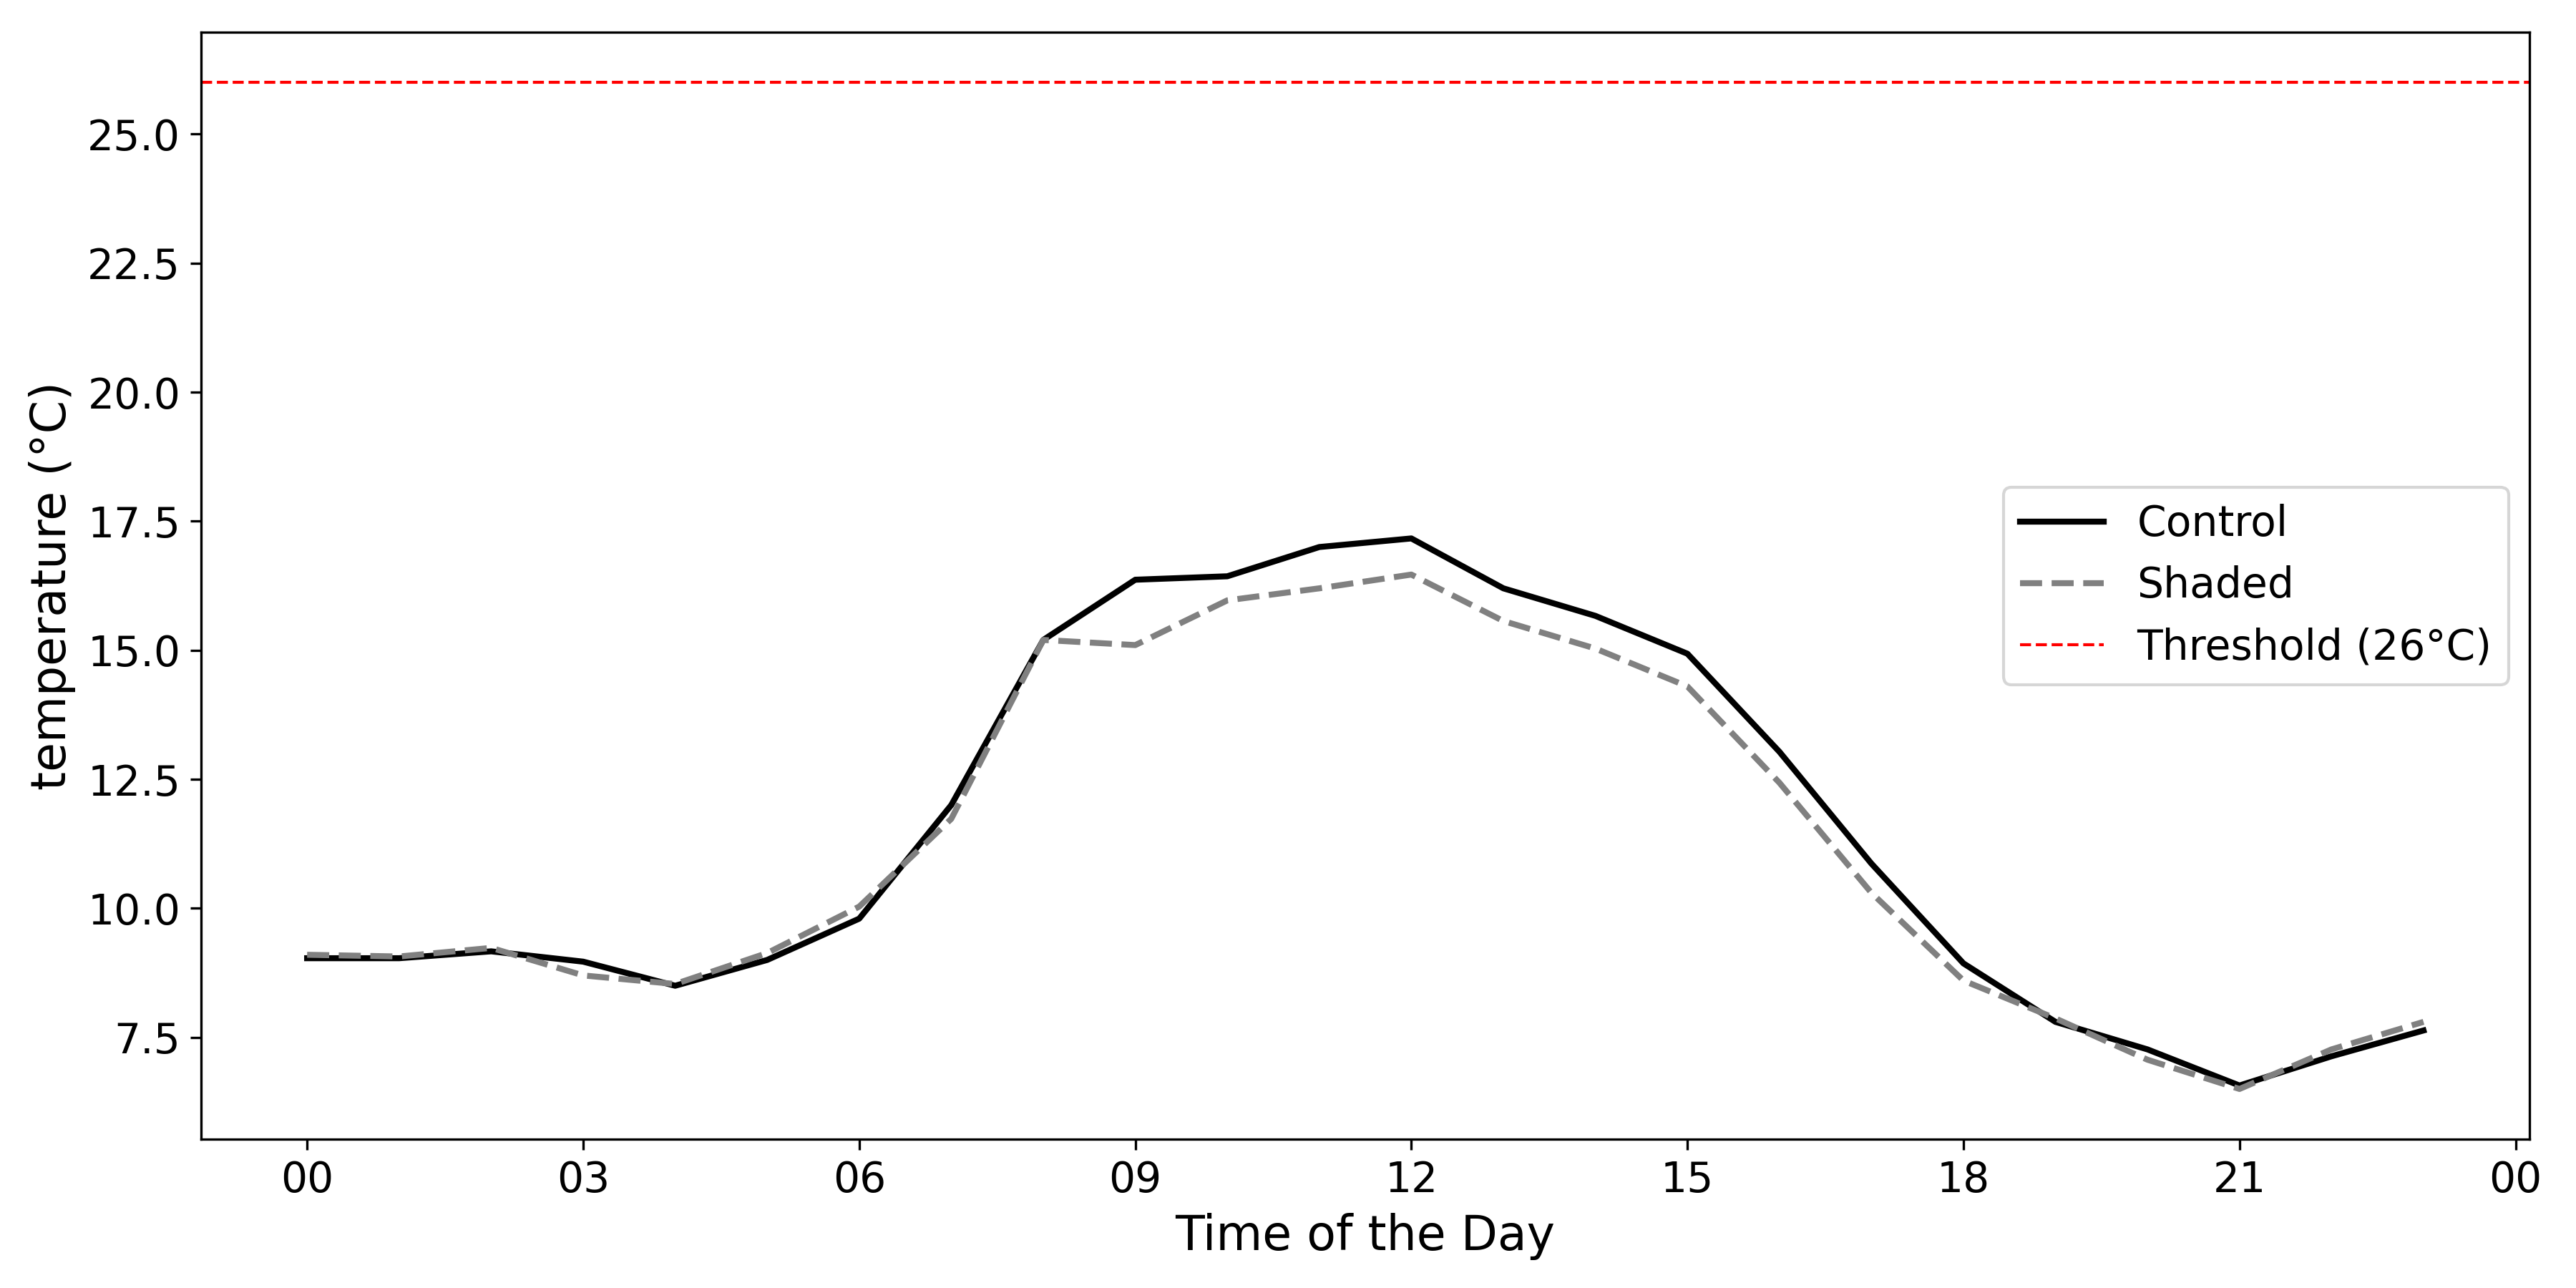 temperature (°C)
25.0
22.5
20.0
17.5
15.0
12.5
10.0
7.5
Control
Shaded
Threshold (26°C)
00 03 06 09 12 15 18 21 00
Time of the Day